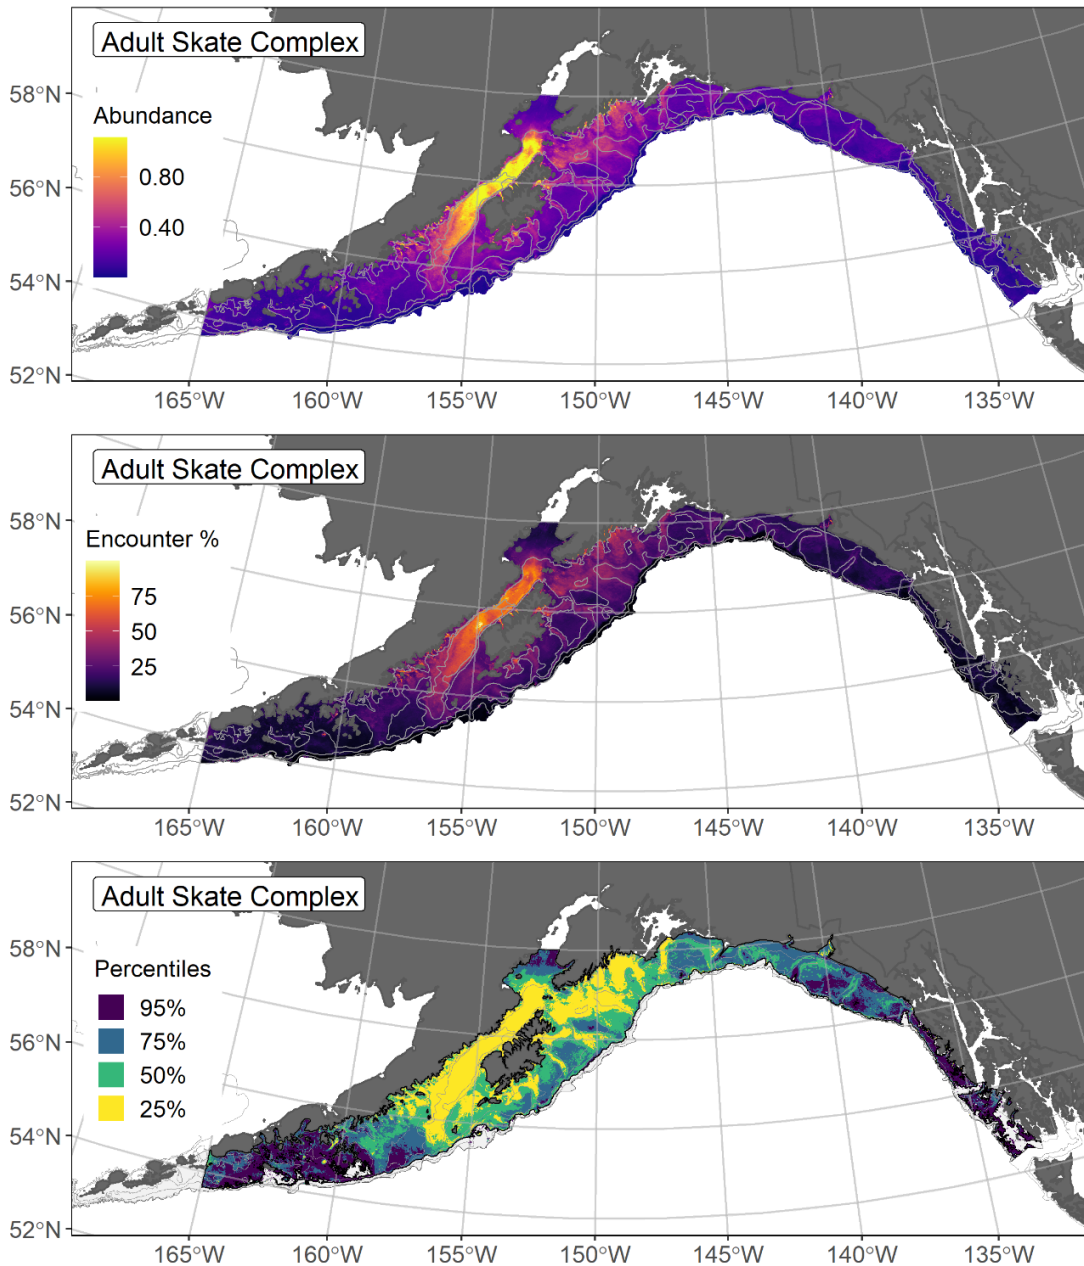 Adult Skate Complex
Abundance
0.80
0.40
58°N
56°N
54°N
52°N
165°W 160°W 155°W 150°W 145°W 140°W 135°W
Adult Skate Complex
Encounter %
75
50
25
58°N
56°N
54°N
52°N
165°W 160°W 155°W 150°W 145°W 140°W 135°W
Adult Skate Complex
Percentiles
95%
75%
50%
25%
58°N
56°N
54°N
52°N
165°W 160°W 155°W 150°W 145°W 140°W 135°W